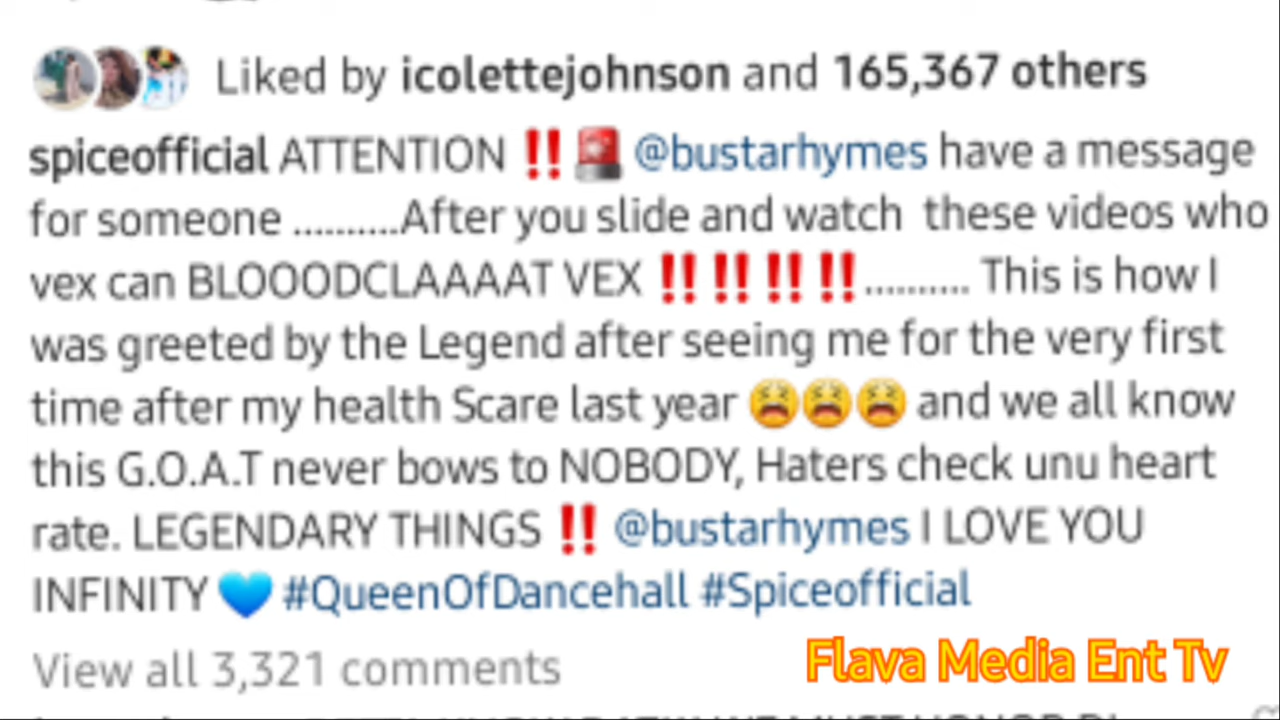 Liked by icolettejohnson and 165,367 others
spiceofficial ATTENTION ‼️🚨 @bustarhymes have a message
for someone ..........After you slide and watch these videos who
vex can BLOOODCLAAAAT VEX ‼️‼️‼️‼️.......... This is how I
was greeted by the Legend after seeing me for the very first
time after my health Scare last year 😫😫😫 and we all know
this G.O.A.T never bows to NOBODY, Haters check unu heart
rate. LEGENDARY THINGS ‼️ @bustarhymes I LOVE YOU
INFINITY 💙 #QueenOfDancehall #Spiceofficial
View all 3,321 comments
Flava Media Ent Tv